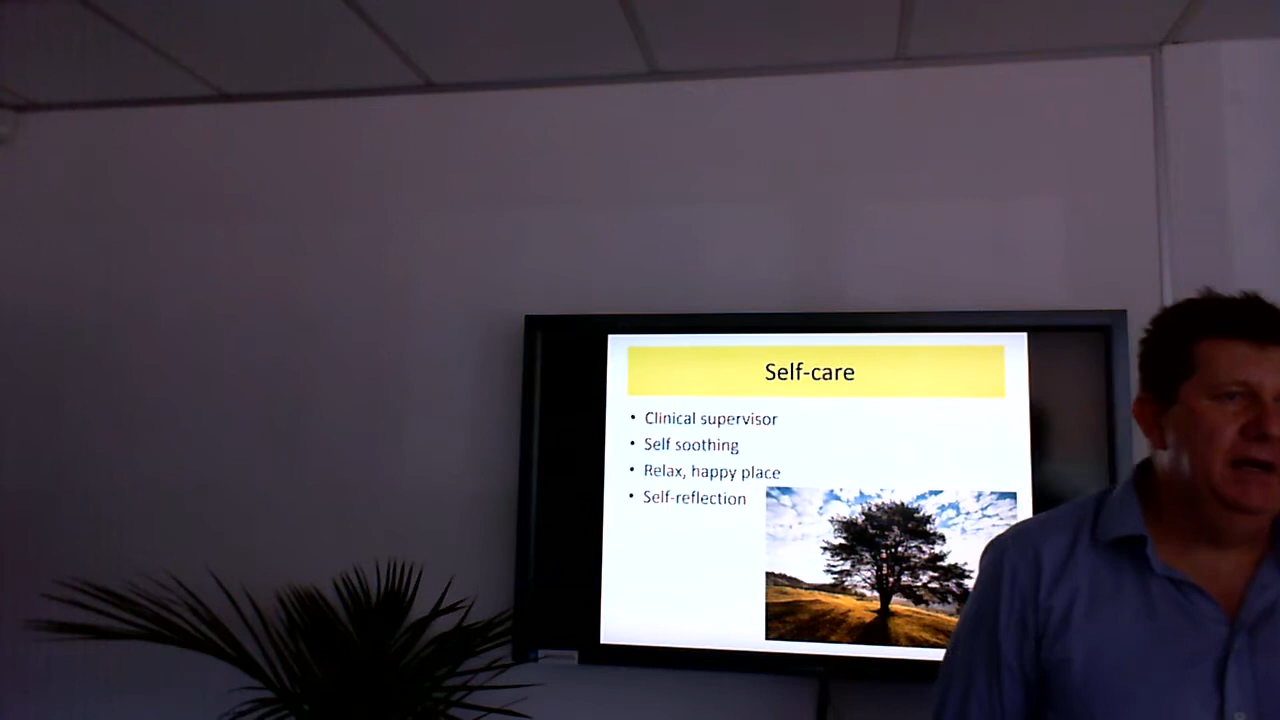 Self-care
• Clinical supervisor
• Self soothing
• Relax, happy place
• Self-reflection